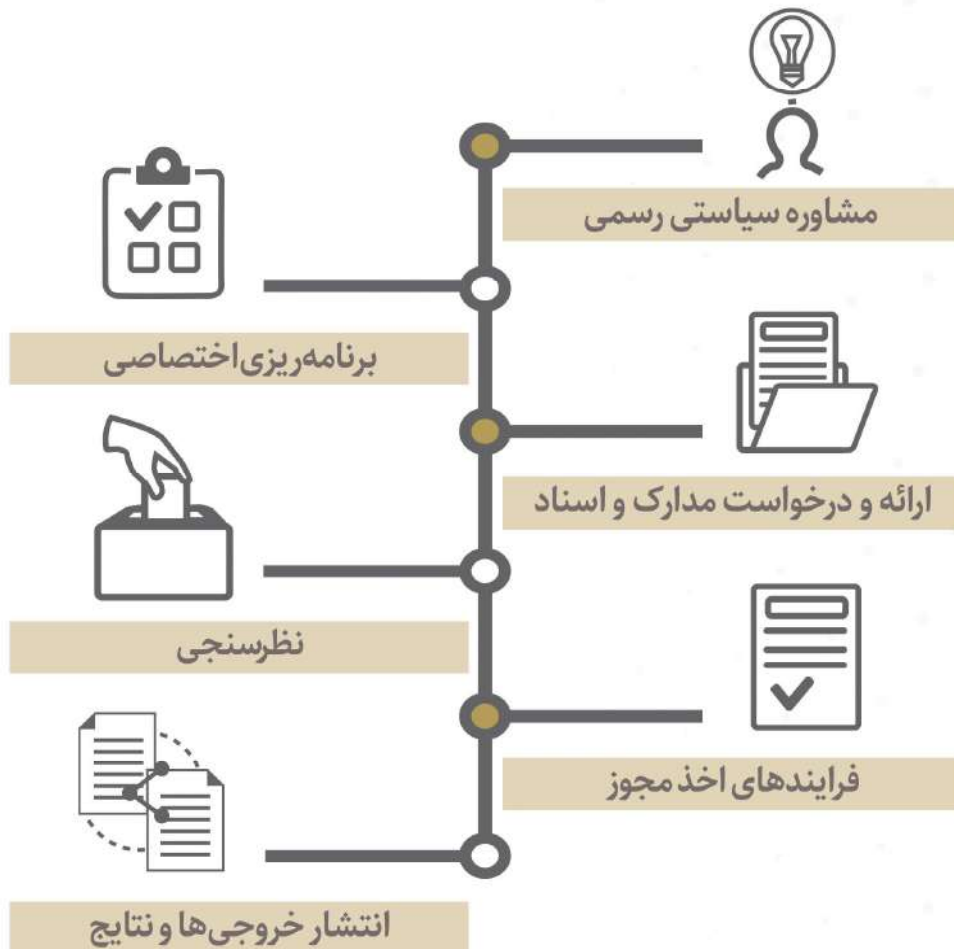 مشاوره سیاستی رسمی
برنامه‌ریزی اختصاصی
ارائه و درخواست مدارک و اسناد
نظرسنجی
فرایندهای اخذ مجوز
انتشار خروجی‌ها و نتایج